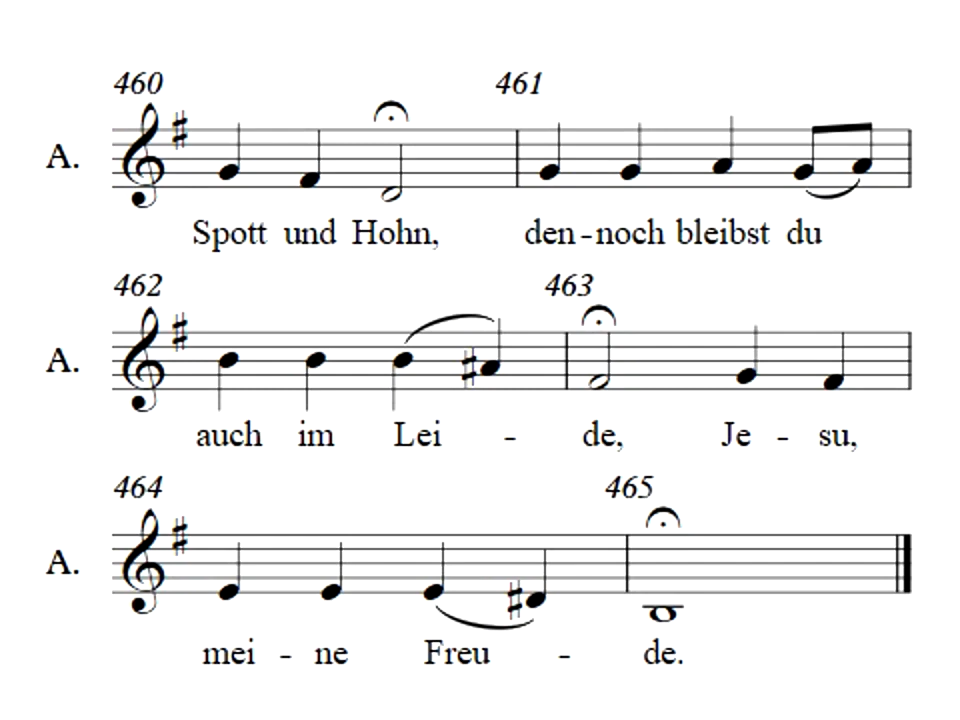 460 461
A.
Spott und Hohn, den-noch bleibst du
462 463
A.
auch im Lei - de, Je - su,
464 465
A.
mei - ne Freu - de.